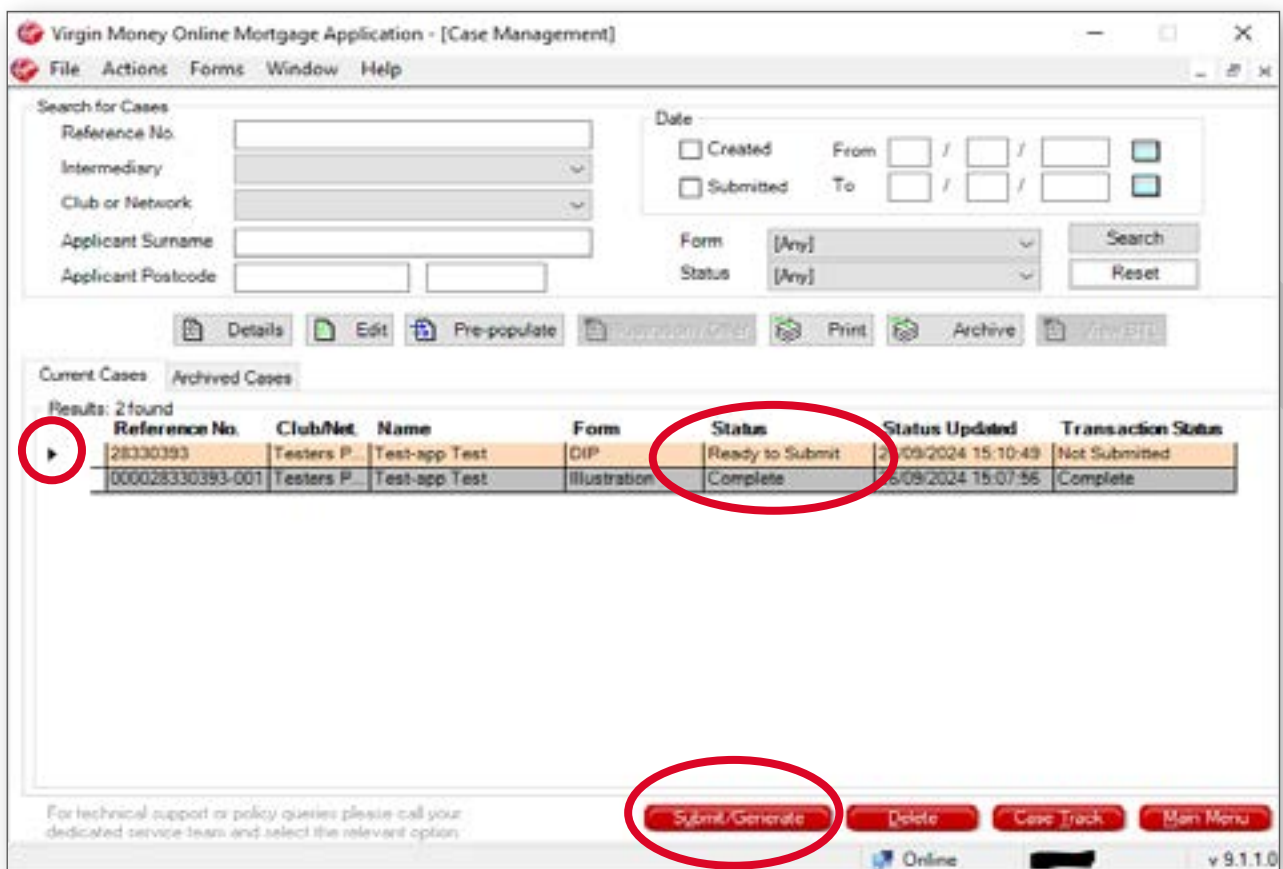 Virgin Money Online Mortgage Application - [Case Management]
File Actions Forms Window Help
Search for Cases
Reference No.
Intermediary
Club or Network
Applicant Surname
Applicant Postcode
Date
Created From / /
Submitted To / /
Form [Any] Search
Status [Any] Reset
Details Edit Pre-populate Print Archive
Current Cases Archived Cases
Results: 2 found
Reference No. Club/Net. Name Form Status Status Updated Transaction Status
28330393 Testers P... Test-app Test DIP Ready to Submit 15:10:49 Not Submitted
000028330393-001 Testers P... Test-app Test Illustration Complete 15:07:56 Complete
For technical support or policy queries please call your
dedicated service team and select the relevant option
Submit/Generate Delete Case Track Main Menu
Online v 9.1.1.0